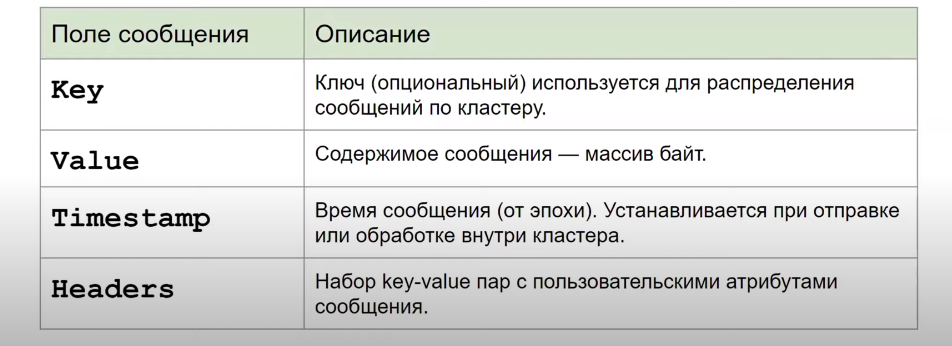 Поле сообщения
Описание
Key
Ключ (опциональный) используется для распределения
сообщений по кластеру.
Value
Содержимое сообщения — массив байт.
Timestamp
Время сообщения (от эпохи). Устанавливается при отправке
или обработке внутри кластера.
Headers
Набор key-value пар с пользовательскими атрибутами
сообщения.